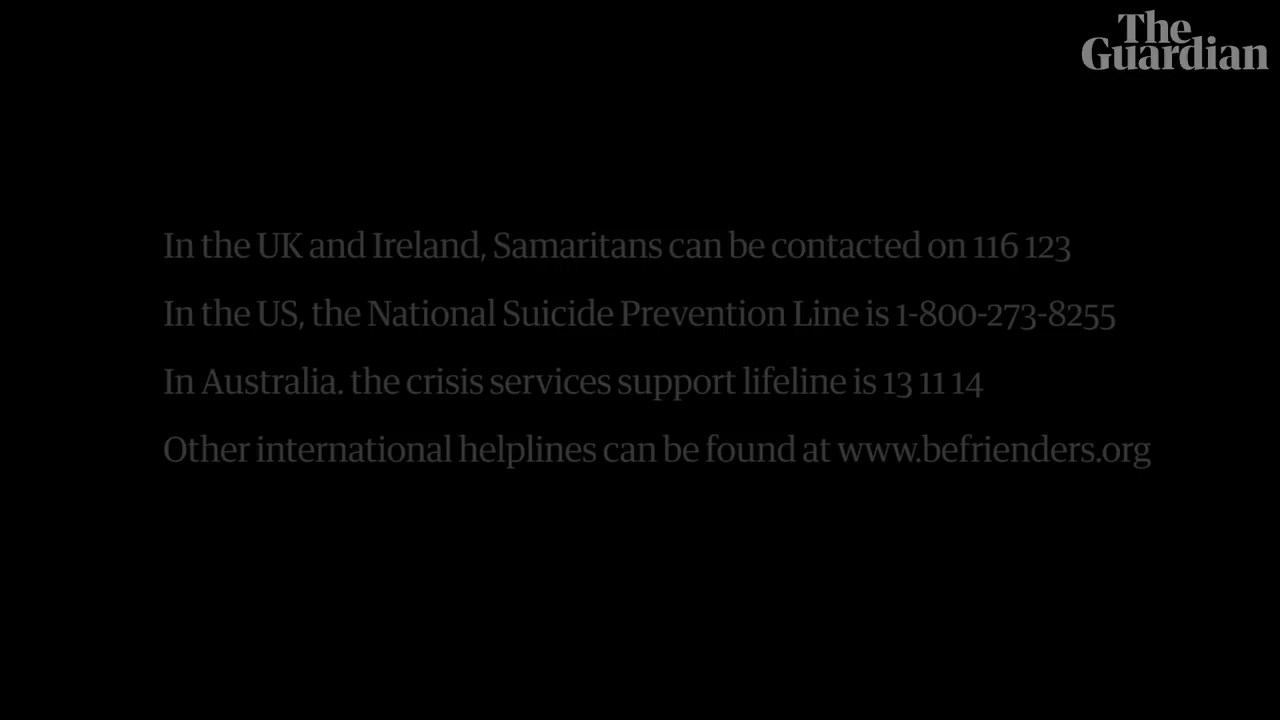 The
Guardian
In the UK and Ireland, Samaritans can be contacted on 116 123
In the US, the National Suicide Prevention Line is 1-800-273-8255
In Australia. the crisis services support lifeline is 13 11 14
Other international helplines can be found at www.befrienders.org